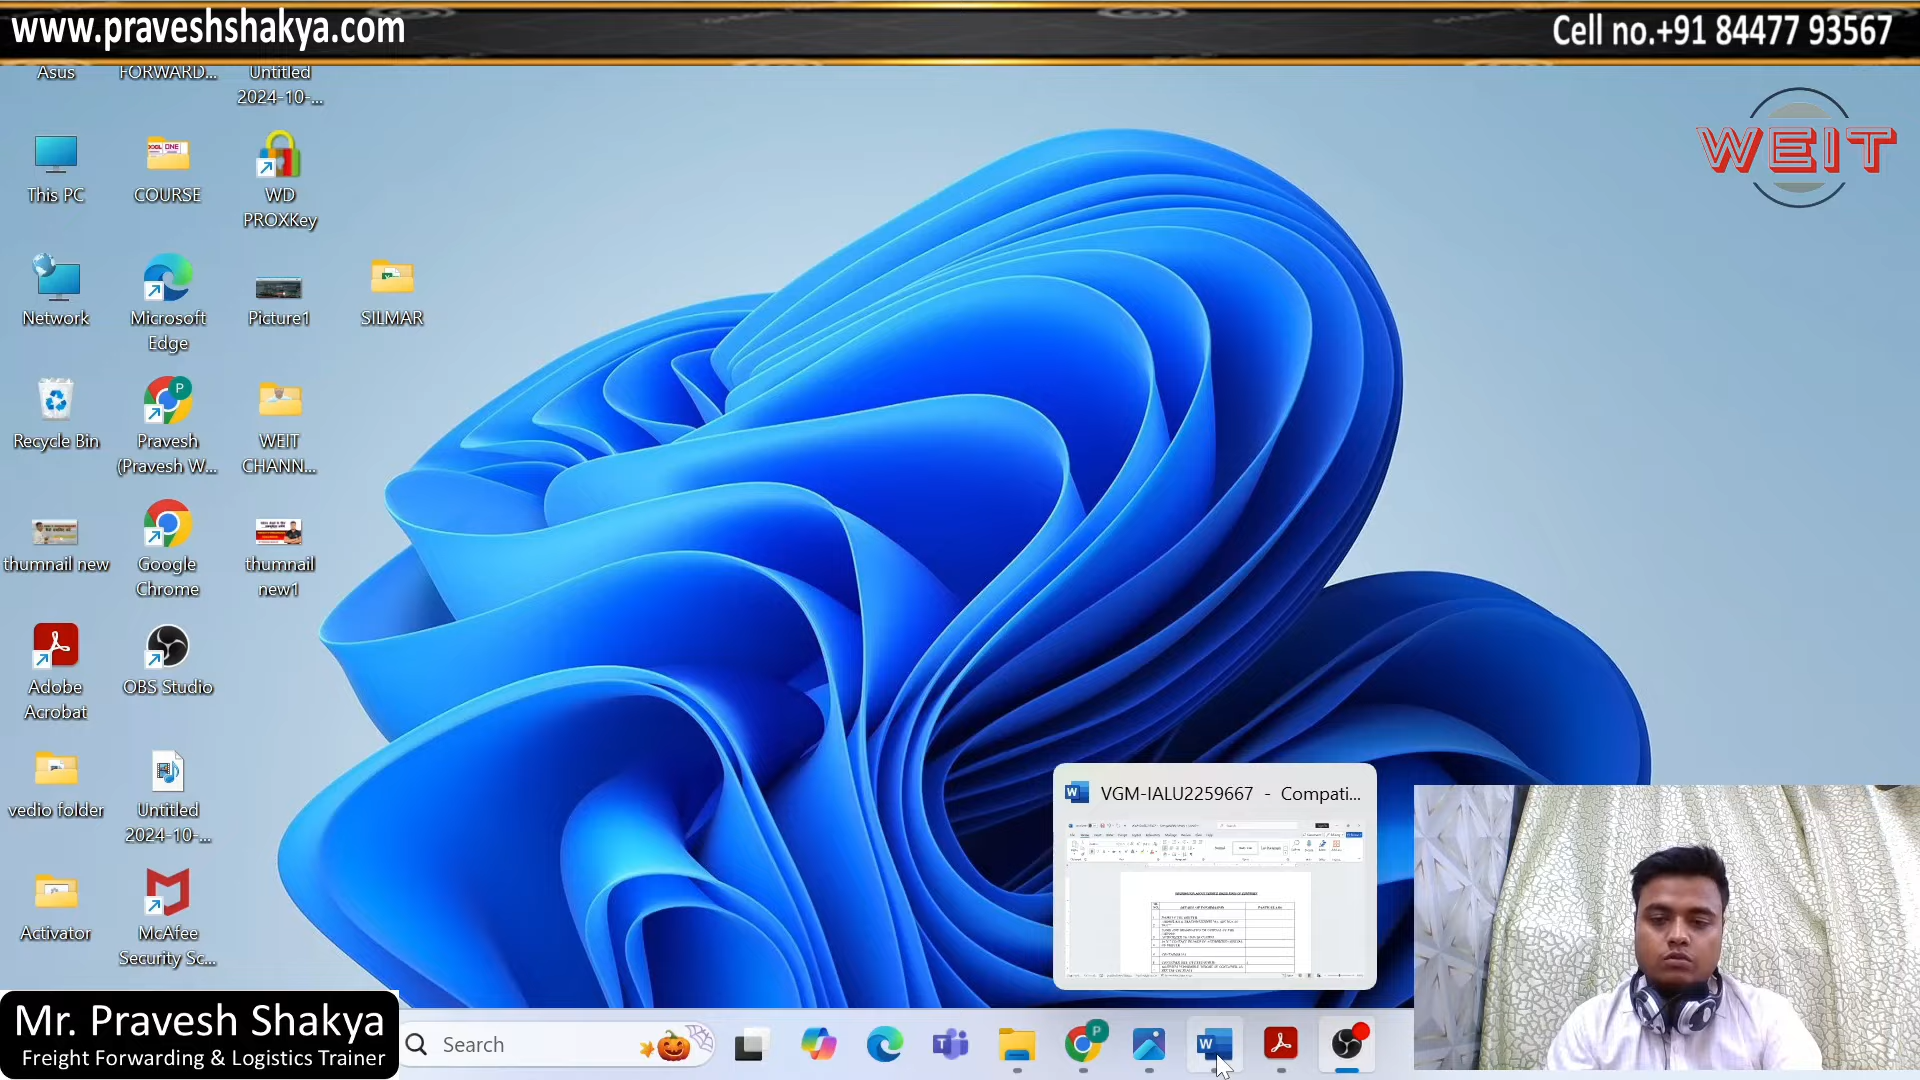 www.praveshshakya.com
Cell no.+91 84477 93567
WEIT
Asus
FORWARD...
Untitled
2024-10-...
This PC
COURSE
WD
PROXKey
Network
Microsoft
Edge
Picture1
SILMAR
Recycle Bin
Pravesh
(Pravesh W...
WEIT
CHANN...
thumnail new
Google
Chrome
thumnail
new1
Adobe
Acrobat
OBS Studio
vedio folder
Untitled
2024-10-...
Activator
McAfee
Security Sc...
VGM-IALU2259667 - Compati...
Mr. Pravesh Shakya
Freight Forwarding & Logistics Trainer
Search